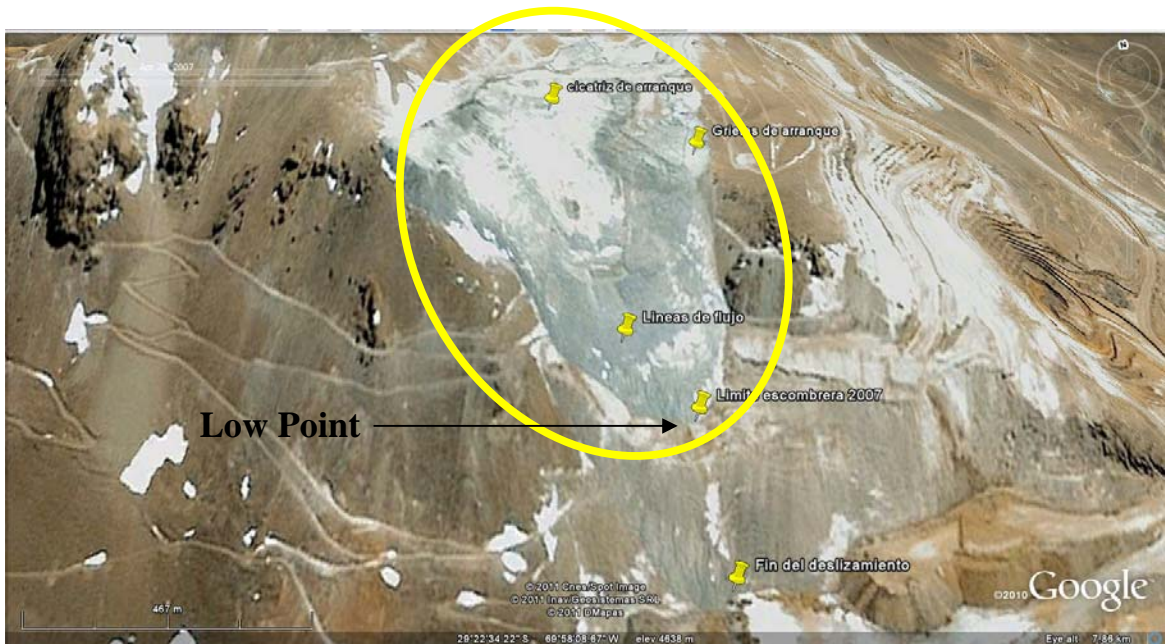 2007
cicatriz de arranque
Grietas de arranque
Lineas de flujo
Limite escombrera 2007
Low Point
Fin del deslizamiento
© 2011 Cnes/Spot Image
© 2011 Inav/Geosistemas SRL
© 2011 DMapas
©2010 Google
467 m
29°22'34.22" S 69°58'08.67" W elev 4638 m
Eye alt 7.86 km
N